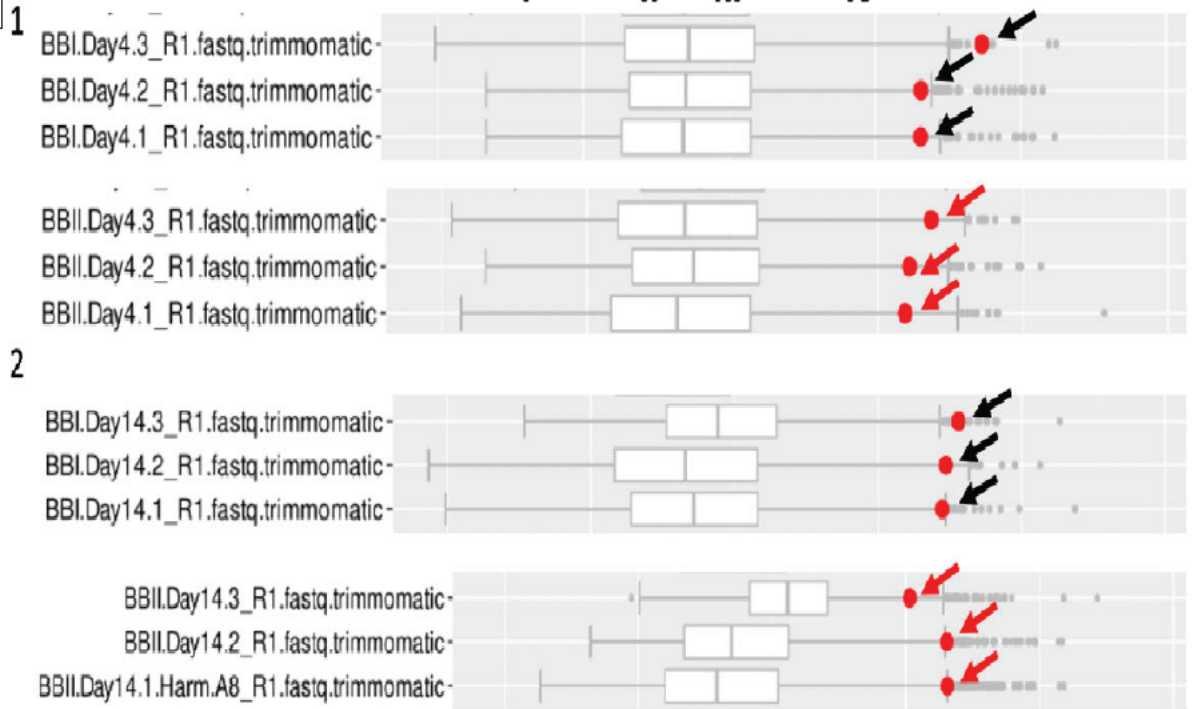 1
BBI.Day4.3_R1.fastq.trimmomatic
BBI.Day4.2_R1.fastq.trimmomatic
BBI.Day4.1_R1.fastq.trimmomatic
BBII.Day4.3_R1.fastq.trimmomatic
BBII.Day4.2_R1.fastq.trimmomatic
BBII.Day4.1_R1.fastq.trimmomatic
2
BBI.Day14.3_R1.fastq.trimmomatic
BBI.Day14.2_R1.fastq.trimmomatic
BBI.Day14.1_R1.fastq.trimmomatic
BBII.Day14.3_R1.fastq.trimmomatic
BBII.Day14.2_R1.fastq.trimmomatic
BBII.Day14.1.Harm.A8_R1.fastq.trimmomatic